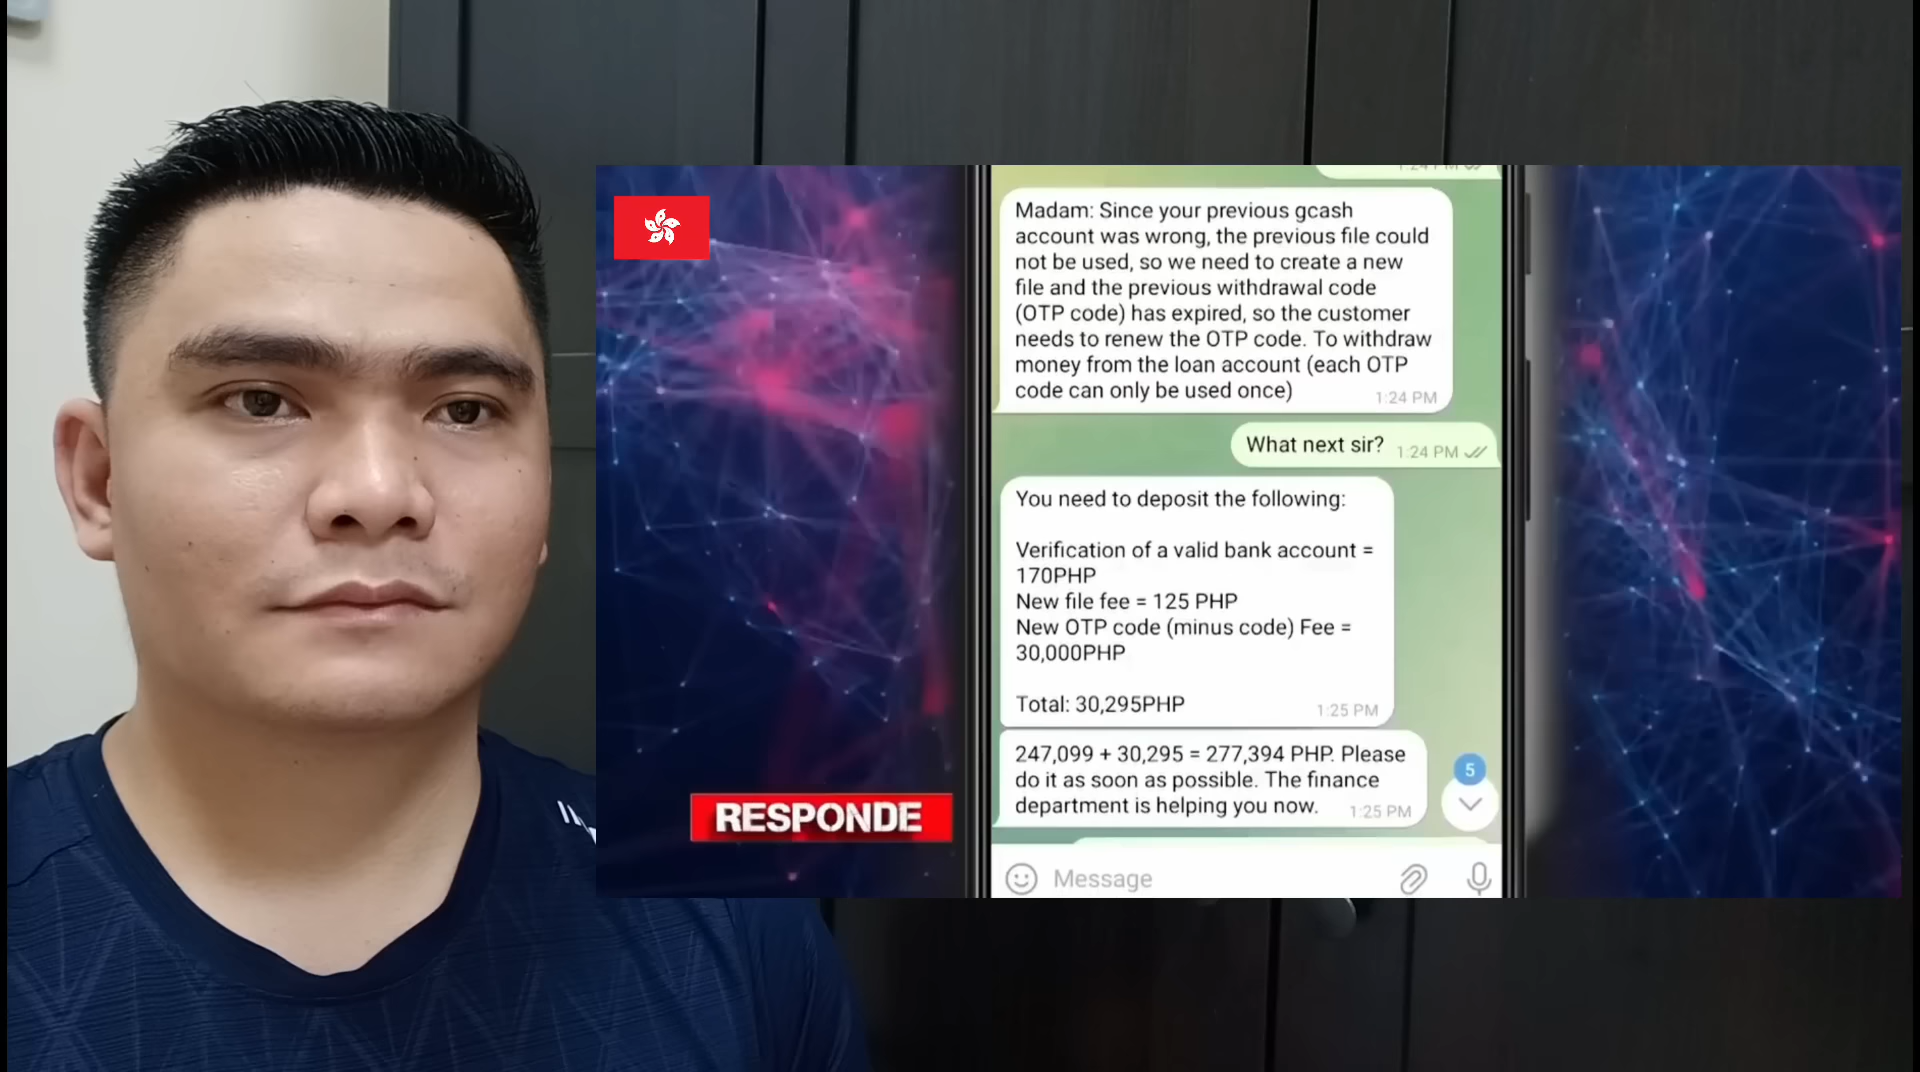 Madam: Since your previous gcash
account was wrong, the previous file could
not be used, so we need to create a new
file and the previous withdrawal code
(OTP code) has expired, so the customer
needs to renew the OTP code. To withdraw
money from the loan account (each OTP
code can only be used once)
1:24 PM
What next sir?
1:24 PM
You need to deposit the following:
Verification of a valid bank account =
170PHP
New file fee = 125 PHP
New OTP code (minus code) Fee =
30,000PHP
Total: 30,295PHP
1:25 PM
247,099 + 30,295 = 277,394 PHP. Please
do it as soon as possible. The finance
department is helping you now.
1:25 PM
5
RESPONDE
Message